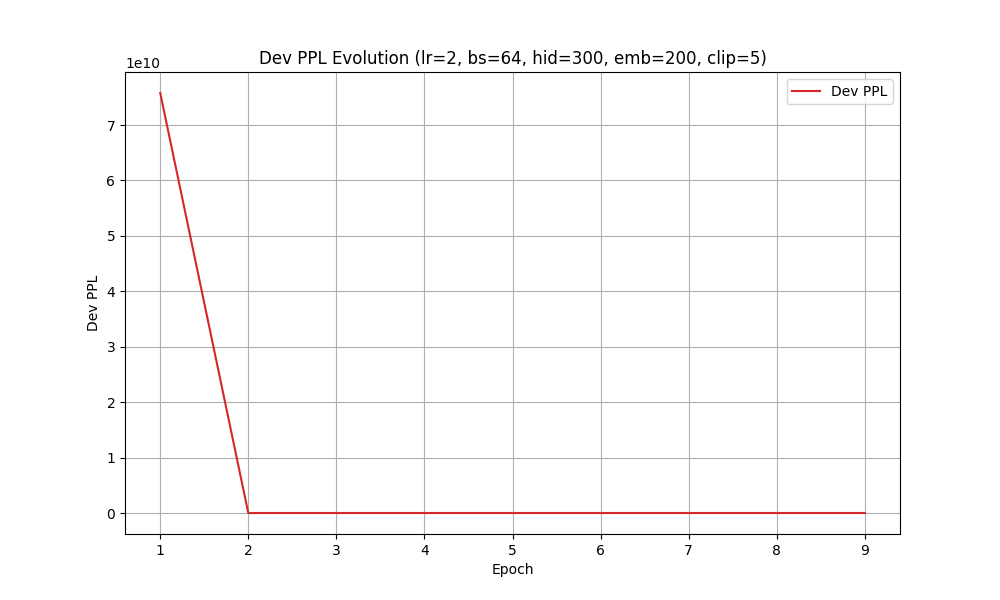 Dev PPL Evolution (lr=2, bs=64, hid=300, emb=200, clip=5)
1e10
Dev PPL
7
6
5
4
3
2
1
0
Dev PPL
1 2 3 4 5 6 7 8 9
Epoch